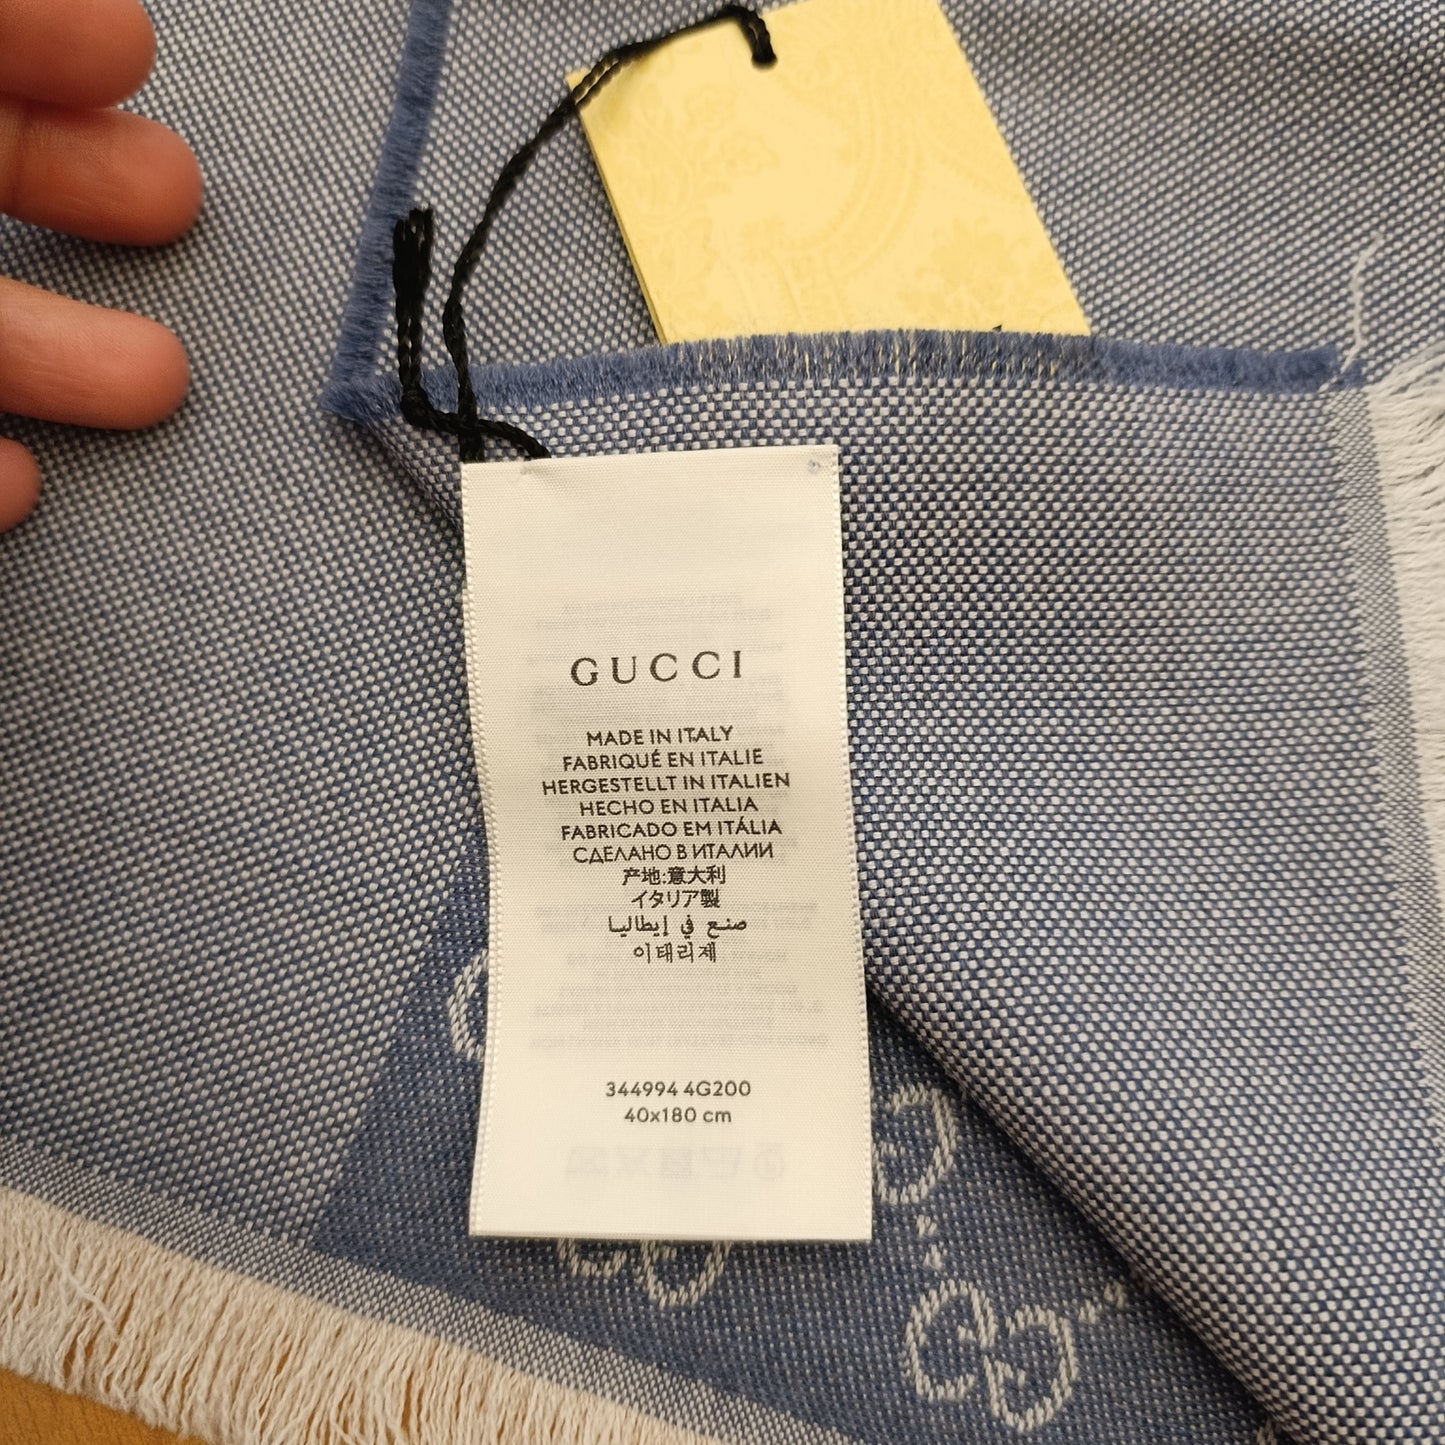 GUCCI
MADE IN ITALY
FABRIQUÉ EN ITALIE
HERGESTELLT IN ITALIEN
HECHO EN ITALIA
FABRICADO EM ITÁLIA
СДЕЛАНО В ИТАЛИИ
产地:意大利
イタリア製
صنع في إيطاليا
이태리제
344994 4G200
40x180 cm